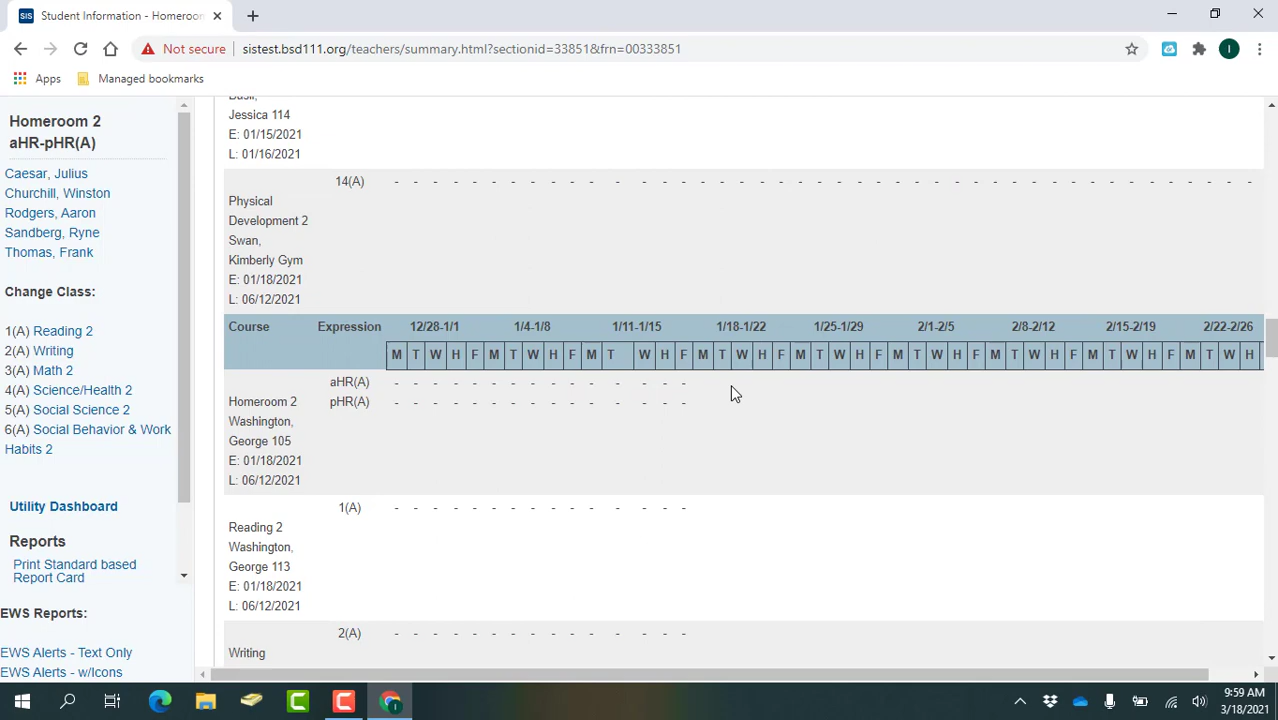 Student Information - Homeroom
Not secure sistest.bsd111.org/teachers/summary.html?sectionid=33851&frn=00333851
Apps Managed bookmarks
Homeroom 2
aHR-pHR(A)
Caesar, Julius
Churchill, Winston
Rodgers, Aaron
Sandberg, Ryne
Thomas, Frank
Change Class:
1(A) Reading 2
2(A) Writing
3(A) Math 2
4(A) Science/Health 2
5(A) Social Science 2
6(A) Social Behavior & Work
Habits 2
Utility Dashboard
Reports
Print Standard based
Report Card
EWS Reports:
EWS Alerts - Text Only
EWS Alerts - w/Icons
Jessica 114
E: 01/15/2021
L: 01/16/2021
14(A) - - - - - - - - - - - - - - - - - - - - - - - - - - - - - - - - - - - - - - - - - - - -
Physical
Development 2
Swan,
Kimberly Gym
E: 01/18/2021
L: 06/12/2021
Course Expression 12/28-1/1 1/4-1/8 1/11-1/15 1/18-1/22 1/25-1/29 2/1-2/5 2/8-2/12 2/15-2/19 2/22-2/26
M T W H F M T W H F M T W H F M T W H F M T W H F M T W H F M T W H F M T W H F M T W H
aHR(A) - - - - - - - - - - - - - - -
pHR(A) - - - - - - - - - - - - - - -
Homeroom 2
Washington,
George 105
E: 01/18/2021
L: 06/12/2021
1(A) - - - - - - - - - - - - - - -
Reading 2
Washington,
George 113
E: 01/18/2021
L: 06/12/2021
2(A) - - - - - - - - - - - - - - -
Writing
9:59 AM
3/18/2021